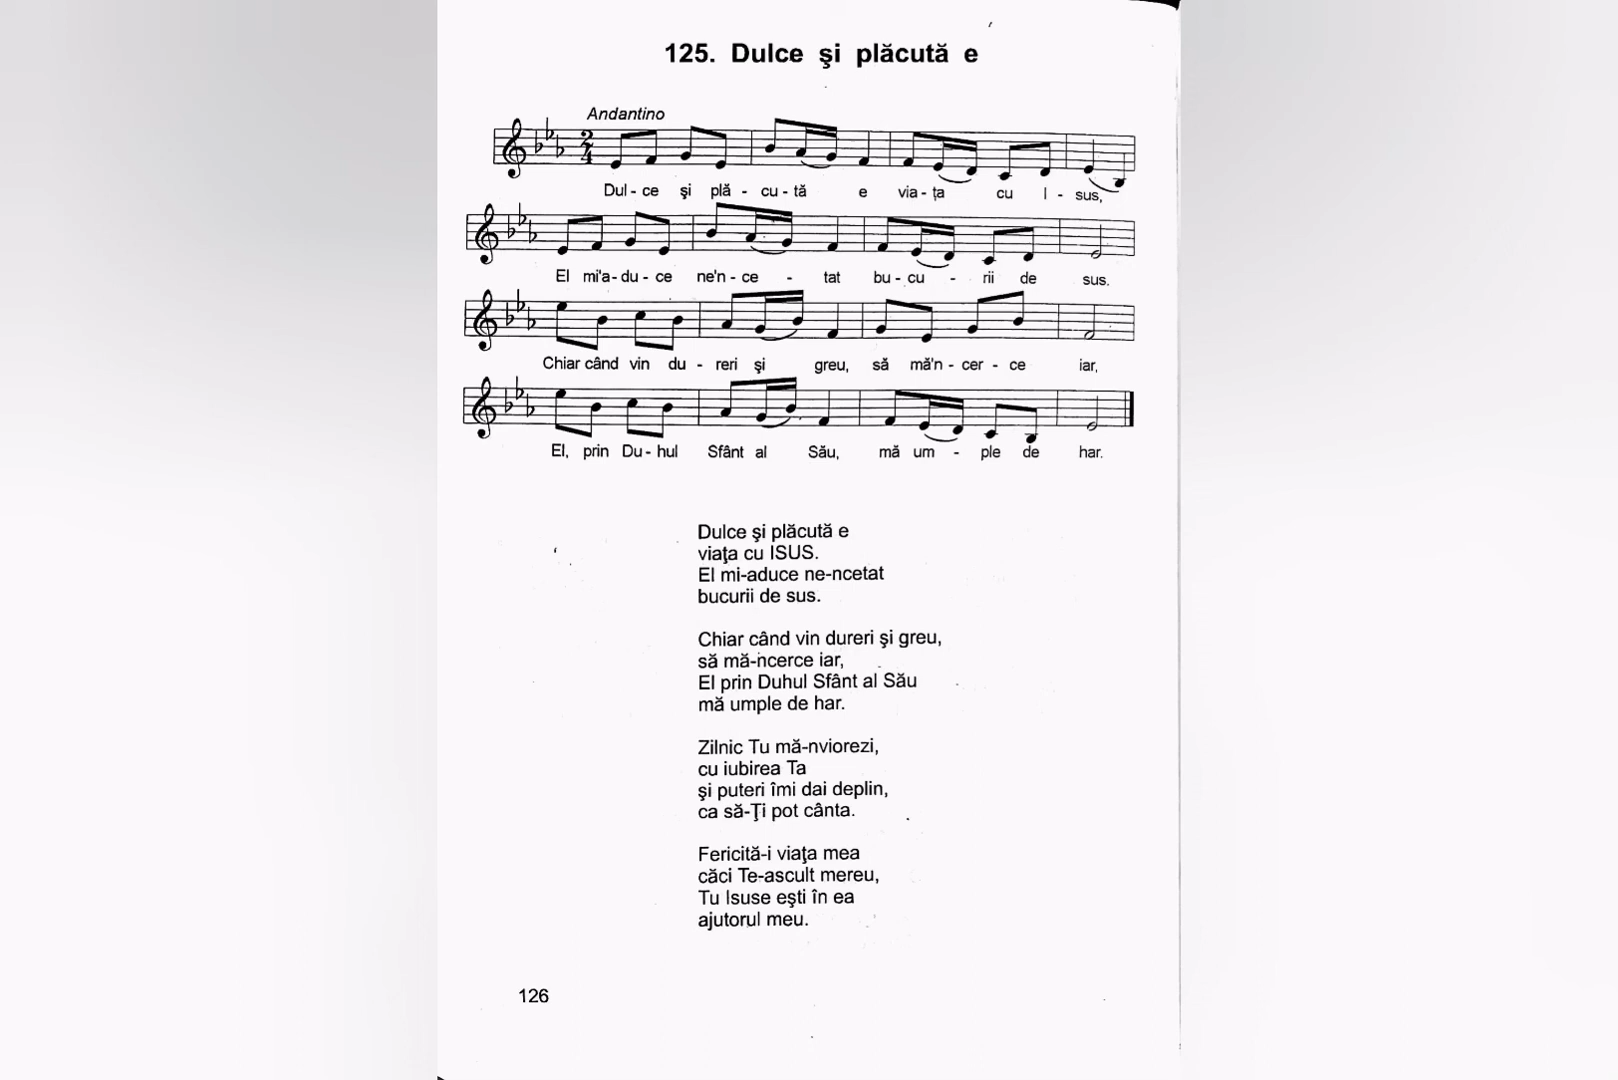 125. Dulce şi plăcută e
Andantino
2
4
Dul - ce şi plă - cu - tă e via - ţa cu I - sus,
El mi'a - du - ce ne'n - ce - tat bu - cu - rii de sus.
Chiar când vin du - reri şi greu, să mă'n - cer - ce iar,
El, prin Du - hul Sfânt al Său, mă um - ple de har.
Dulce şi plăcută e
viaţa cu ISUS.
El mi-aduce ne-ncetat
bucurii de sus.
Chiar când vin dureri şi greu,
să mă-ncerce iar,
El prin Duhul Sfânt al Său
mă umple de har.
Zilnic Tu mă-nviorezi,
cu iubirea Ta
şi puteri îmi dai deplin,
ca să-Ţi pot cânta.
Fericită-i viaţa mea
căci Te-ascult mereu,
Tu Isuse eşti în ea
ajutorul meu.
126